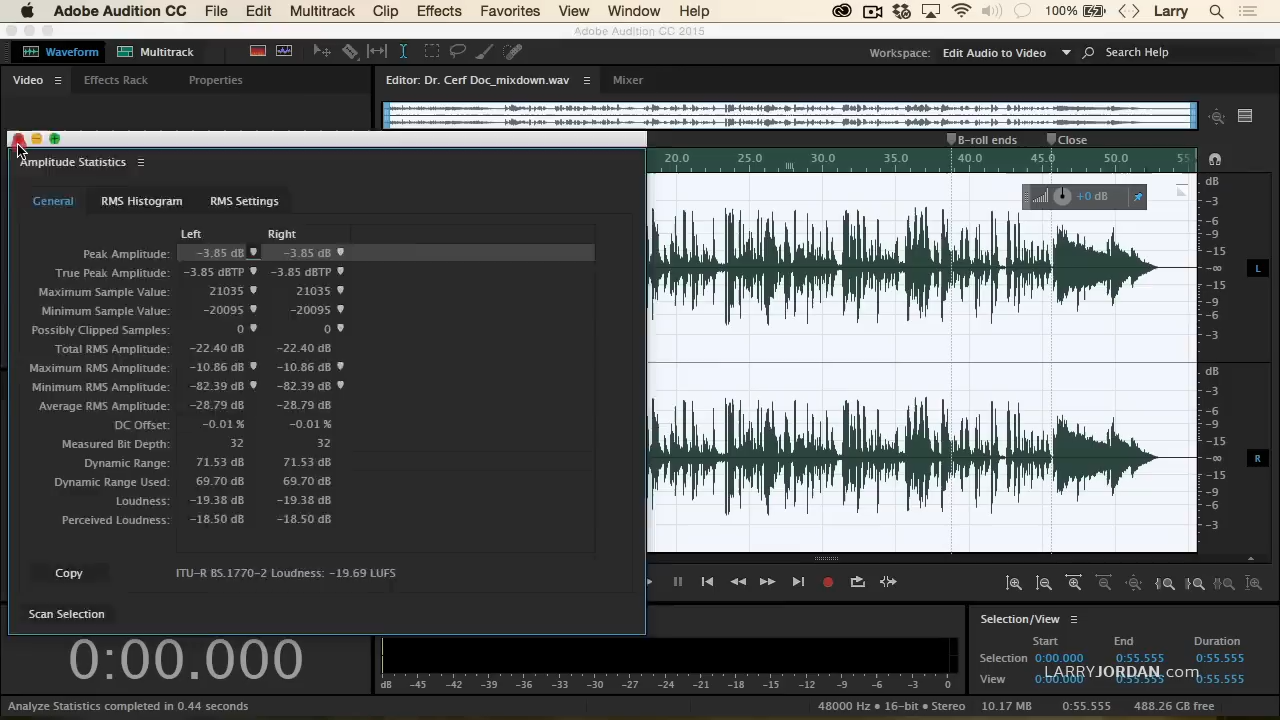 Adobe Audition CC File Edit Multitrack Clip Effects Favorites View Window Help 100% Larry
Adobe Audition CC 2015
Waveform Multitrack Workspace: Edit Audio to Video Search Help
Video Effects Rack Properties Editor: Dr. Cerf Doc_mixdown.wav Mixer
B-roll ends Close
20.0 25.0 30.0 35.0 40.0 45.0 50.0 55
+0 dB
dB
-3
-6
-9
-15
-∞
-15
-9
-6
-3
L
dB
-3
-6
-9
-15
-∞
-15
-9
-6
-3
R
Amplitude Statistics
General RMS Histogram RMS Settings
Left Right
Peak Amplitude: -3.85 dB -3.85 dB
True Peak Amplitude: -3.85 dBTP -3.85 dBTP
Maximum Sample Value: 21035 21035
Minimum Sample Value: -20095 -20095
Possibly Clipped Samples: 0 0
Total RMS Amplitude: -22.40 dB -22.40 dB
Maximum RMS Amplitude: -10.86 dB -10.86 dB
Minimum RMS Amplitude: -82.39 dB -82.39 dB
Average RMS Amplitude: -28.79 dB -28.79 dB
DC Offset: -0.01 % -0.01 %
Measured Bit Depth: 32 32
Dynamic Range: 71.53 dB 71.53 dB
Dynamic Range Used: 69.70 dB 69.70 dB
Loudness: -19.38 dB -19.38 dB
Perceived Loudness: -18.50 dB -18.50 dB
Copy ITU-R BS.1770-2 Loudness: -19.69 LUFS
Scan Selection
0:00.000
dB -45 -42 -39 -36 -33 -30 -27 -24 -21 -18 -15 -12 -9 -6 -3 0
Selection/View
Start End Duration
Selection 0:00.000 0:55.555 0:55.555
View 0:00.000 0:55.555 0:55.555
LARRYJORDAN.com
Analyze Statistics completed in 0.44 seconds 48000 Hz • 16-bit • Stereo 10.17 MB 0:55.555 488.26 GB free